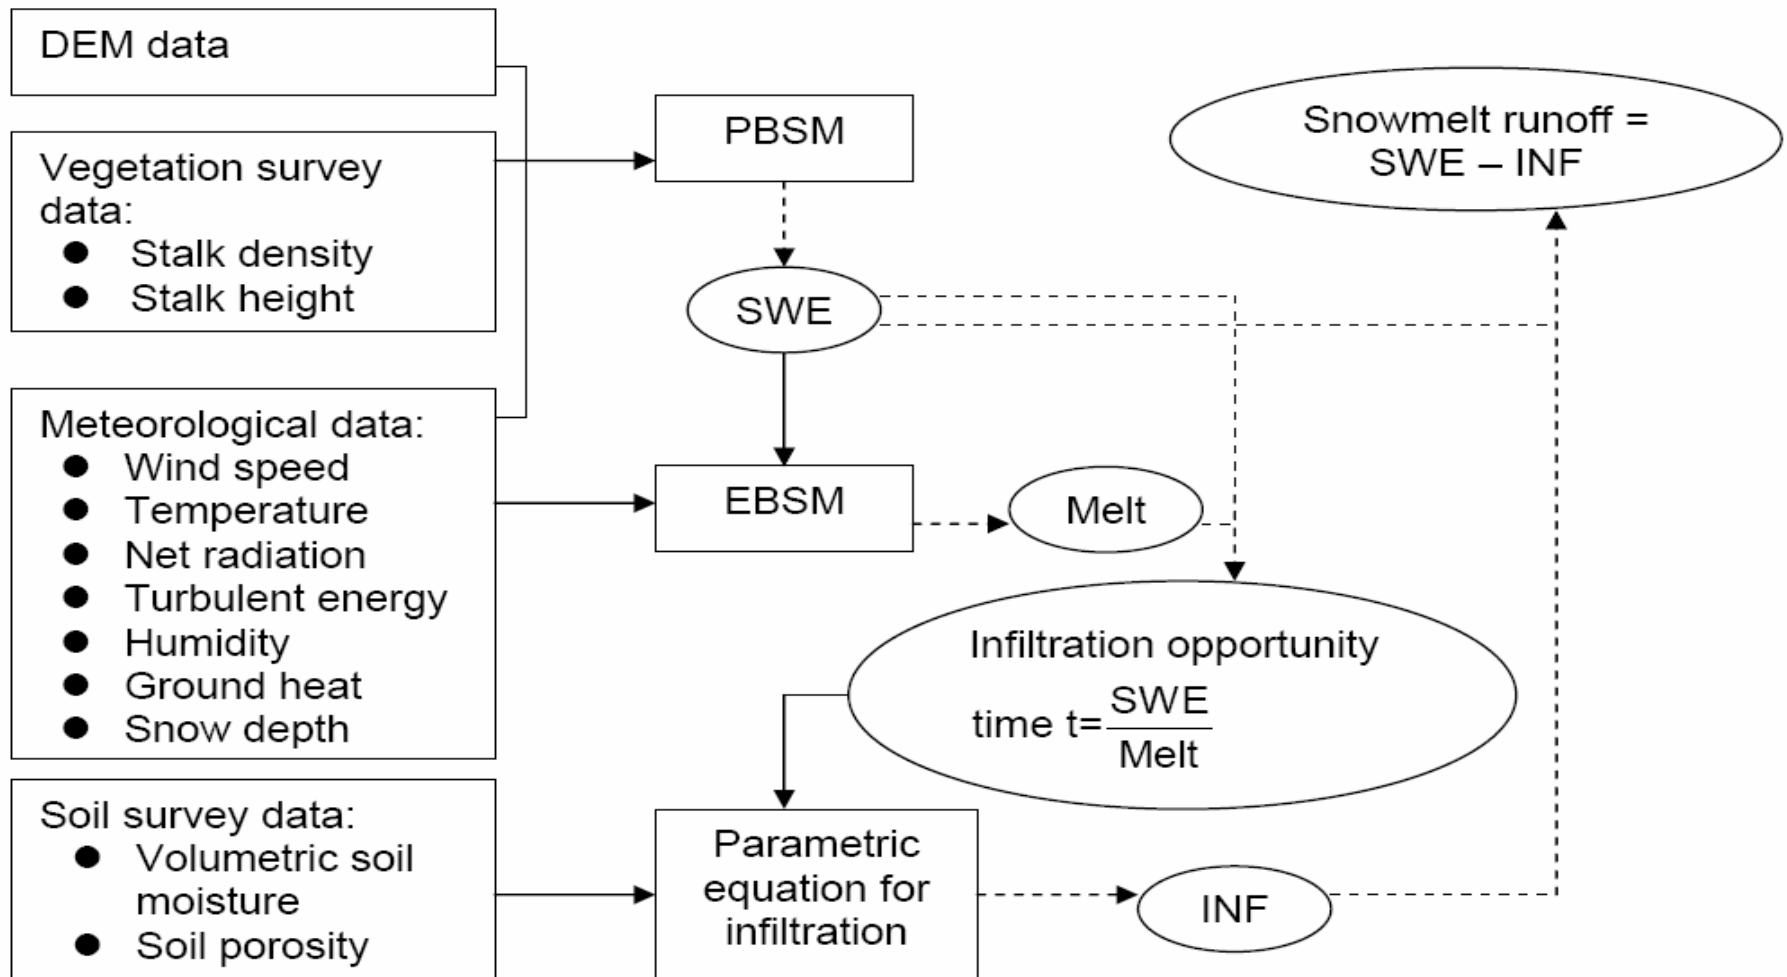 DEM data
Vegetation survey
data:
● Stalk density
● Stalk height
Meteorological data:
● Wind speed
● Temperature
● Net radiation
● Turbulent energy
● Humidity
● Ground heat
● Snow depth
Soil survey data:
● Volumetric soil
moisture
● Soil porosity
PBSM
SWE
EBSM
Melt
Snowmelt runoff =
SWE – INF
Infiltration opportunity
time t=
SWE
Melt
Parametric
equation for
infiltration
INF